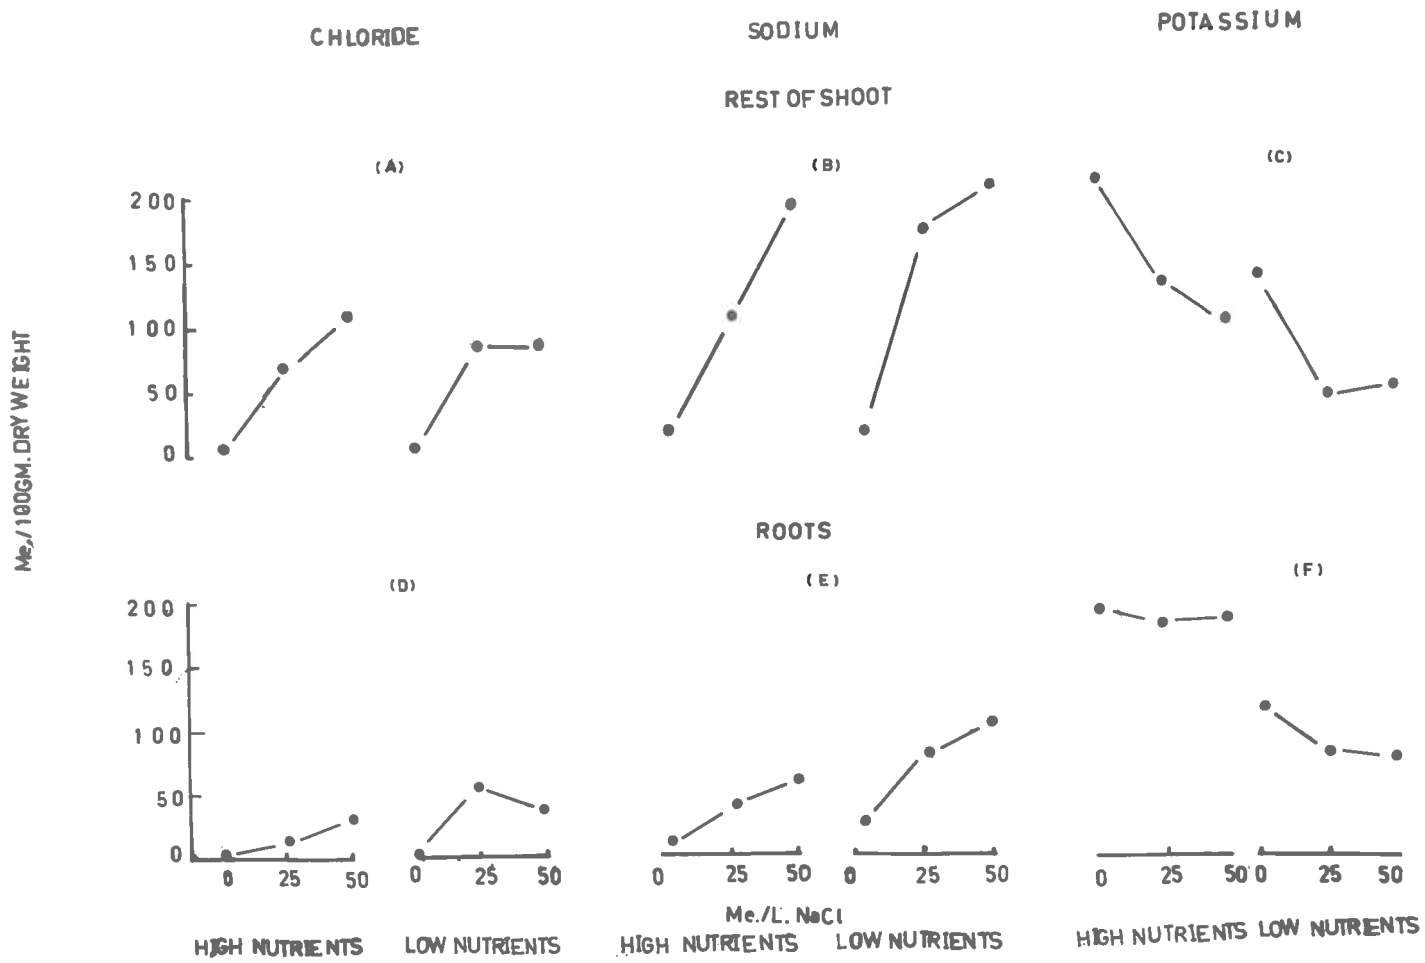 CHLORIDE SODIUM POTASSIUM
REST OF SHOOT
(A) (B) (C)
200
150
100
50
0
Me,/100GM.DRY WEIGHT
ROOTS
(D) (E) (F)
200
150
100
50
0
0 25 50 0 25 50 0 25 50 0 25 50 0 25 50 0 25 50
Me./L. NaCl
HIGH NUTRIENTS LOW NUTRIENTS HIGH NUTRIENTS LOW NUTRIENTS HIGH NUTRIENTS LOW NUTRIENTS